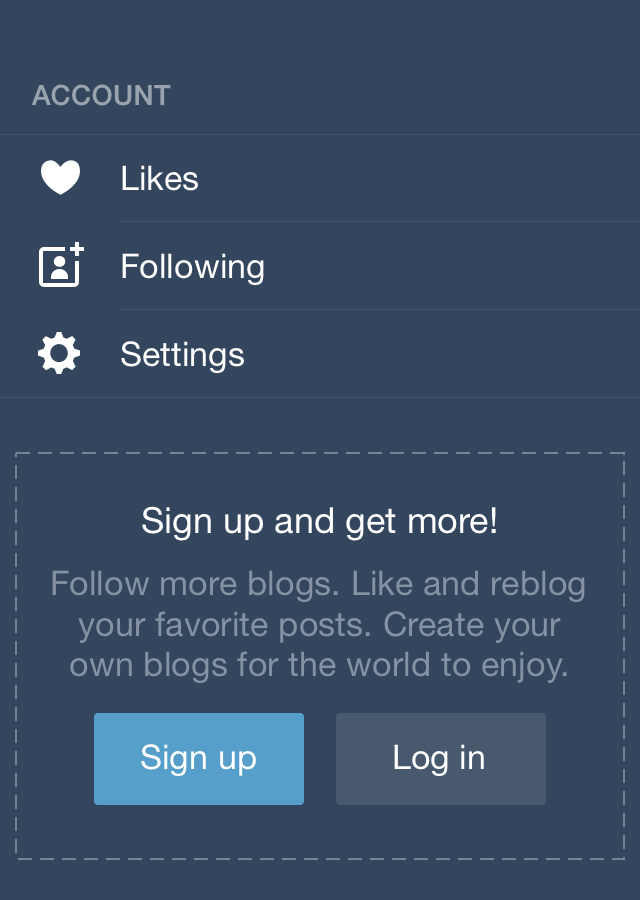 ACCOUNT
Likes
Following
Settings
Sign up and get more!
Follow more blogs. Like and reblog
your favorite posts. Create your
own blogs for the world to enjoy.
Sign up
Log in